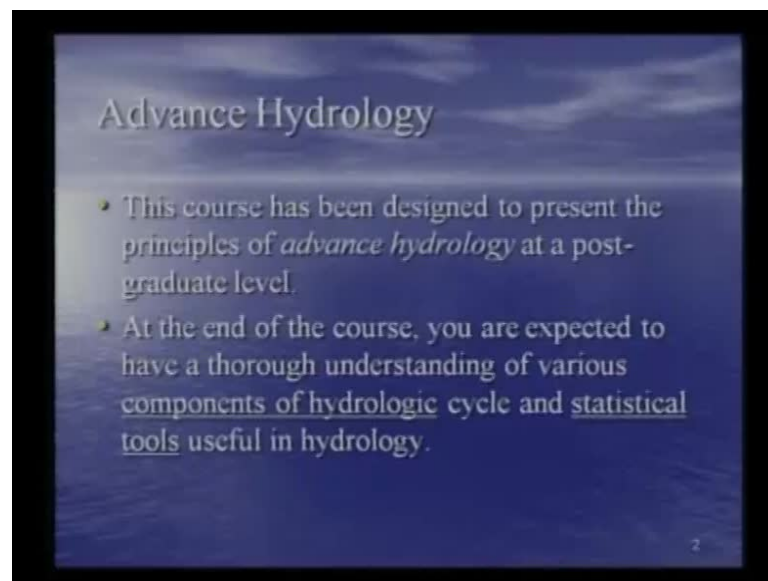 Advance Hydrology
• This course has been designed to present the
principles of advance hydrology at a post-
graduate level.
• At the end of the course, you are expected to
have a thorough understanding of various
components of hydrologic cycle and statistical
tools useful in hydrology.
2